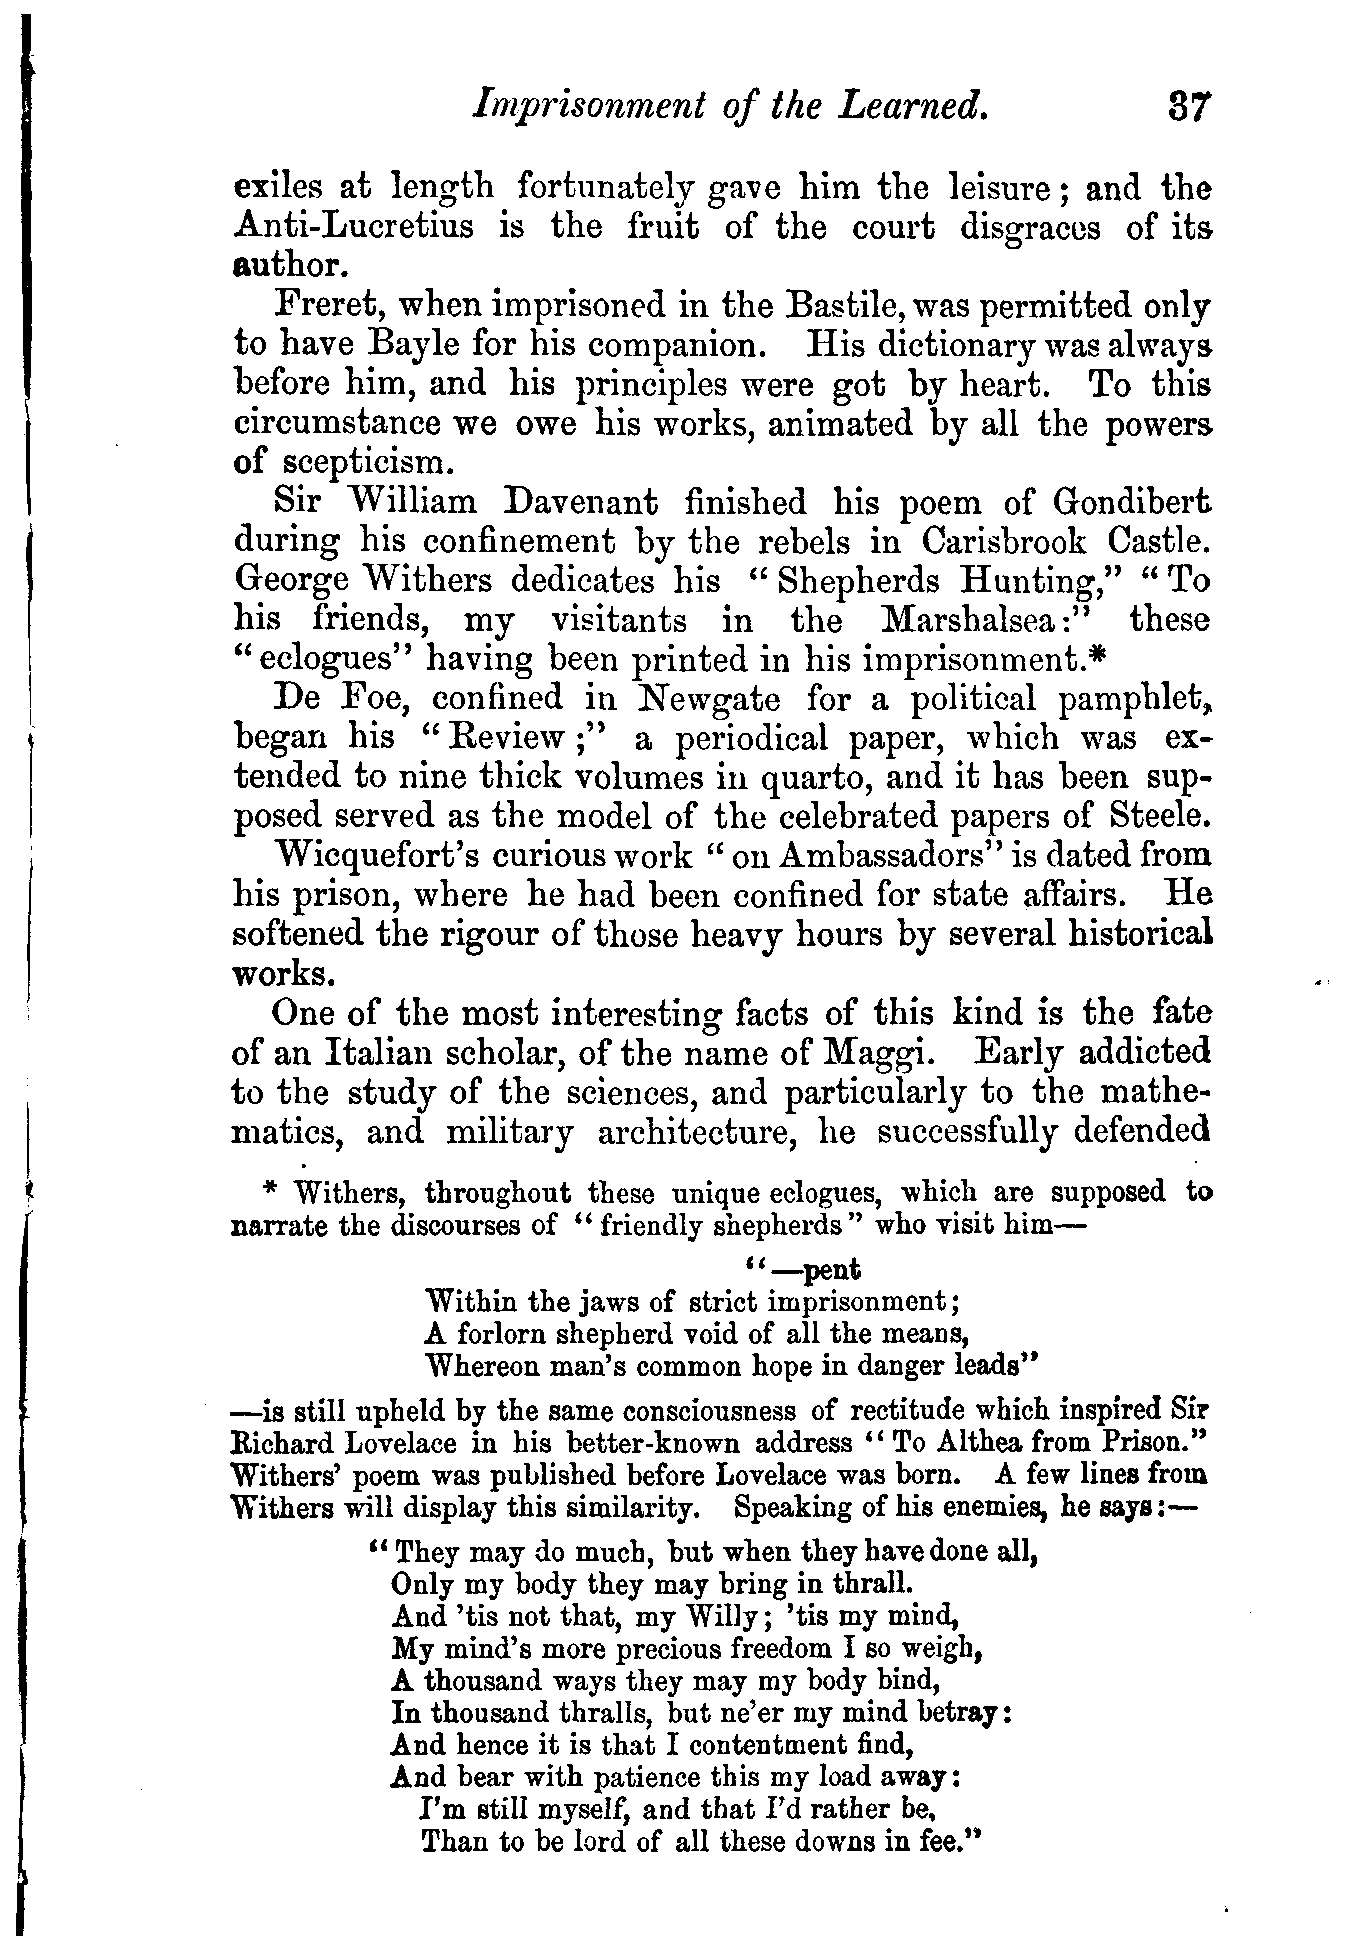 Imprisonment of the Learned. 37
exiles at length fortunately gave him the leisure; and the
Anti-Lucretius is the fruit of the court disgraces of its
author.
Freret, when imprisoned in the Bastile, was permitted only
to have Bayle for his companion. His dictionary was always
before him, and his principles were got by heart. To this
circumstance we owe his works, animated by all the powers
of scepticism.
Sir William Davenant finished his poem of Gondibert
during his confinement by the rebels in Carisbrook Castle.
George Withers dedicates his “Shepherds Hunting,” “To
his friends, my visitants in the Marshalsea:” these
“eclogues” having been printed in his imprisonment.*
De Foe, confined in Newgate for a political pamphlet,
began his “Review;” a periodical paper, which was ex-
tended to nine thick volumes in quarto, and it has been sup-
posed served as the model of the celebrated papers of Steele.
Wicquefort’s curious work “on Ambassadors” is dated from
his prison, where he had been confined for state affairs. He
softened the rigour of those heavy hours by several historical
works.
One of the most interesting facts of this kind is the fate
of an Italian scholar, of the name of Maggi. Early addicted
to the study of the sciences, and particularly to the mathe-
matics, and military architecture, he successfully defended
* Withers, throughout these unique eclogues, which are supposed to
narrate the discourses of “friendly shepherds” who visit him—
“—pent
Within the jaws of strict imprisonment;
A forlorn shepherd void of all the means,
Whereon man’s common hope in danger leads”
—is still upheld by the same consciousness of rectitude which inspired Sir
Richard Lovelace in his better-known address “To Althea from Prison.”
Withers’ poem was published before Lovelace was born. A few lines from
Withers will display this similarity. Speaking of his enemies, he says:—
“They may do much, but when they have done all,
Only my body they may bring in thrall.
And ’tis not that, my Willy; ’tis my mind,
My mind’s more precious freedom I so weigh,
A thousand ways they may my body bind,
In thousand thralls, but ne’er my mind betray:
And hence it is that I contentment find,
And bear with patience this my load away:
I’m still myself, and that I’d rather be,
Than to be lord of all these downs in fee.”